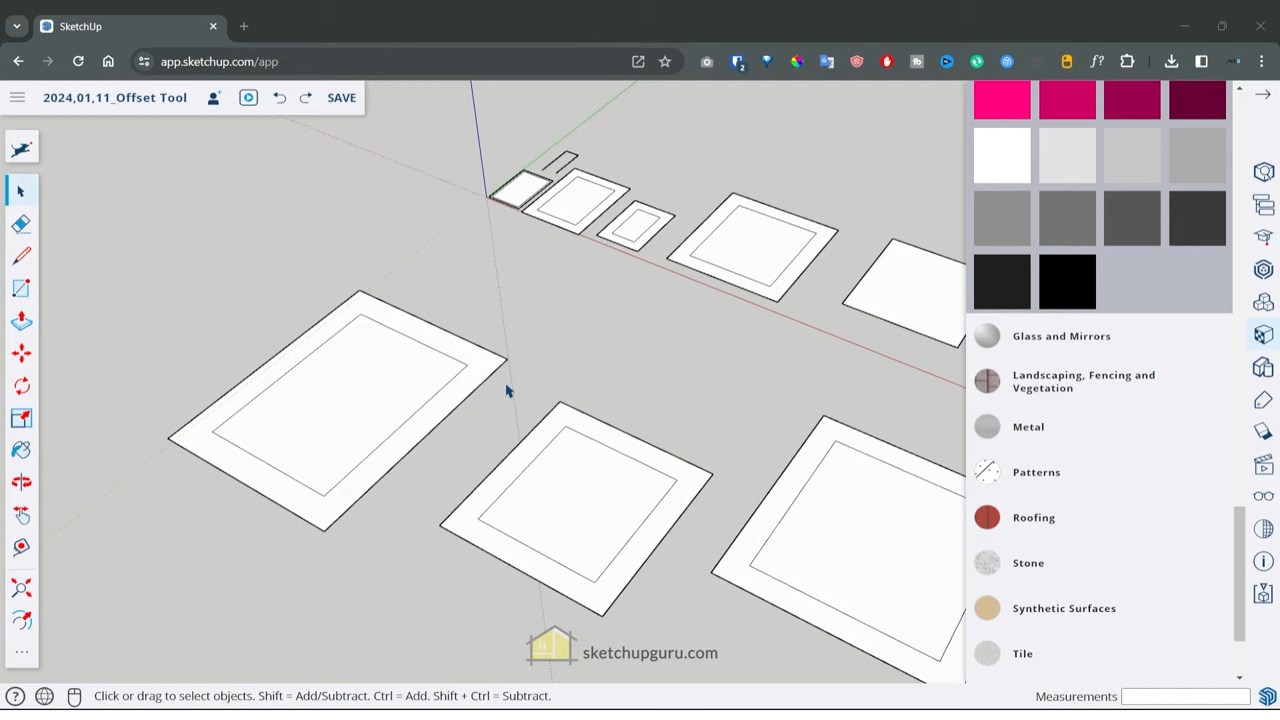 SketchUp
app.sketchup.com/app
2
2024,01,11_Offset Tool
SAVE
Glass and Mirrors
Landscaping, Fencing and
Vegetation
Metal
Patterns
Roofing
Stone
Synthetic Surfaces
Tile
sketchupguru.com
Click or drag to select objects. Shift = Add/Subtract. Ctrl = Add. Shift + Ctrl = Subtract.
Measurements